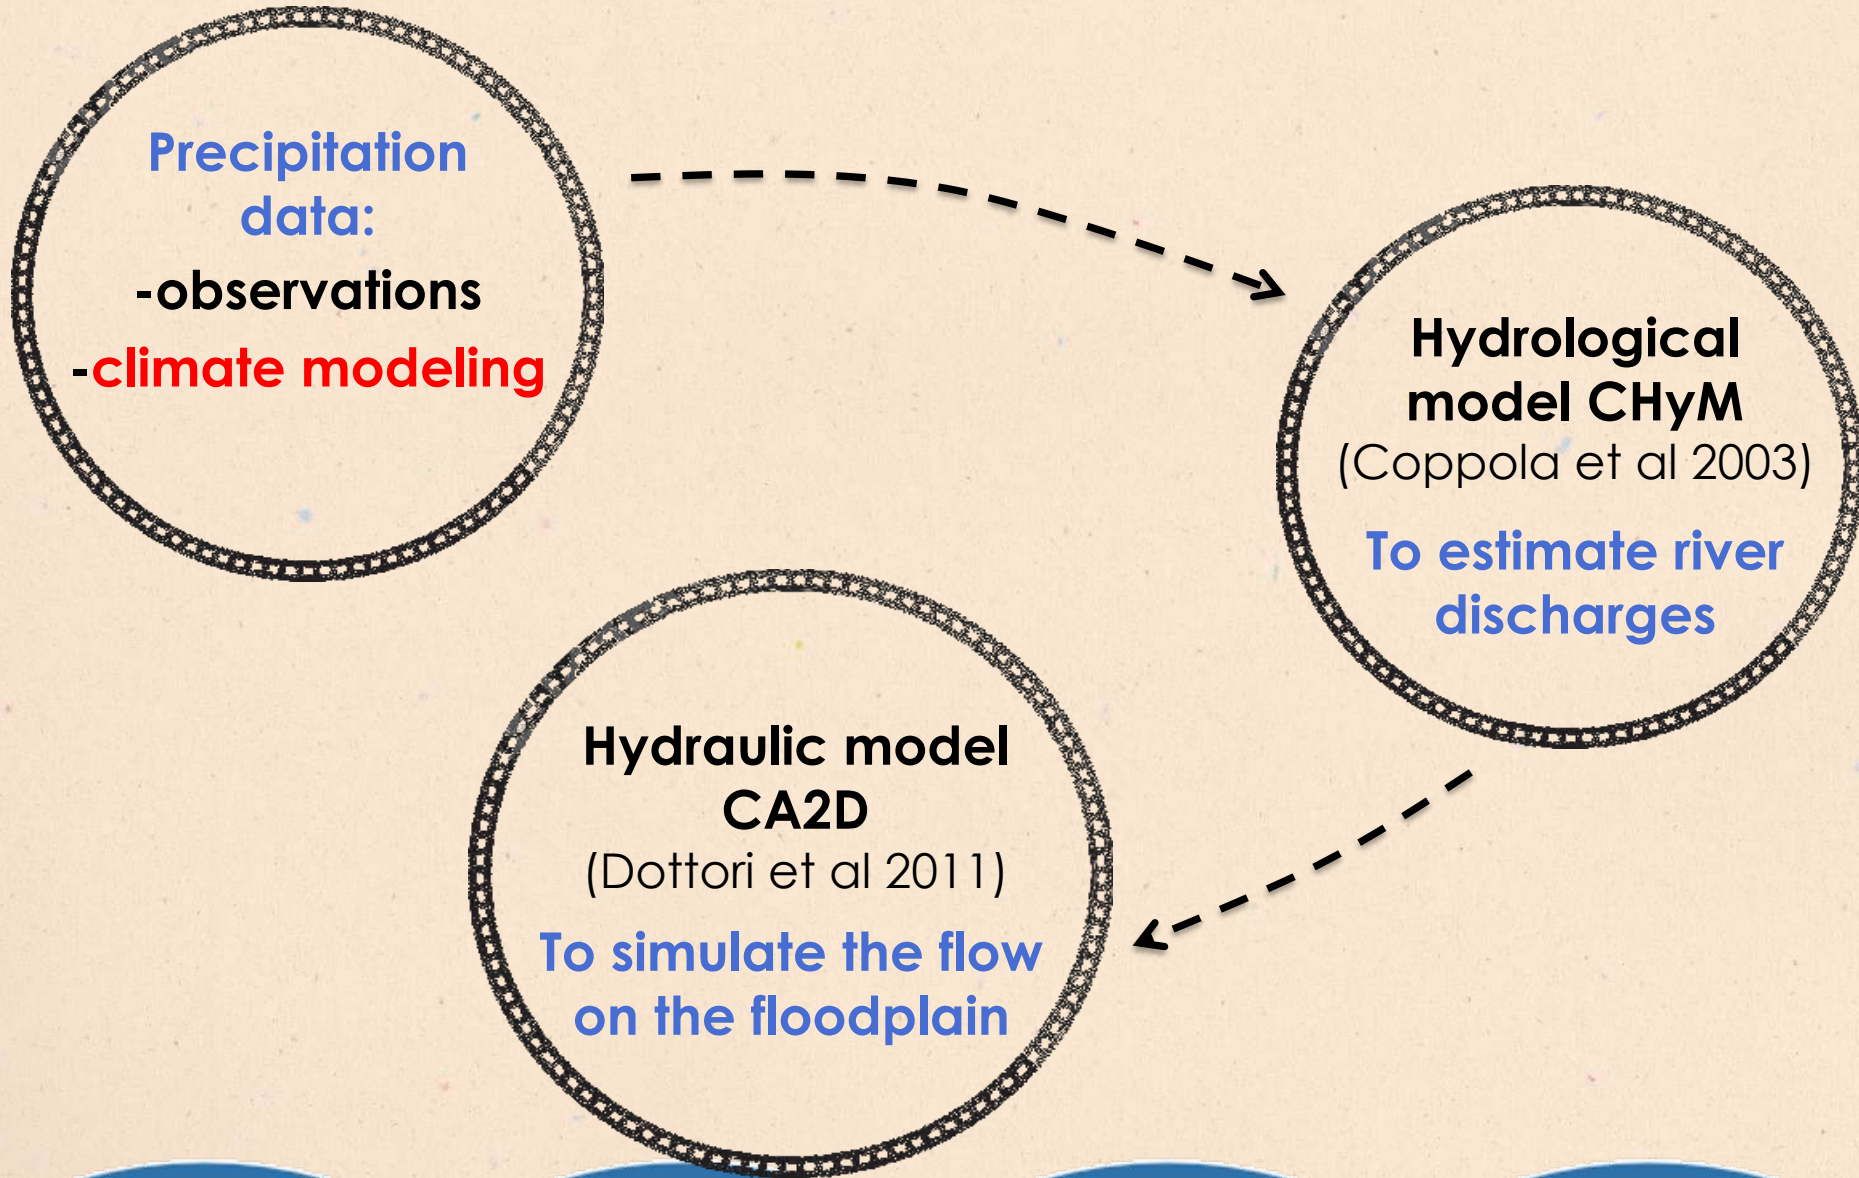 Precipitation
data:
-observations
-climate modeling
Hydrological
model CHyM
(Coppola et al 2003)
To estimate river
discharges
Hydraulic model
CA2D
(Dottori et al 2011)
To simulate the flow
on the floodplain